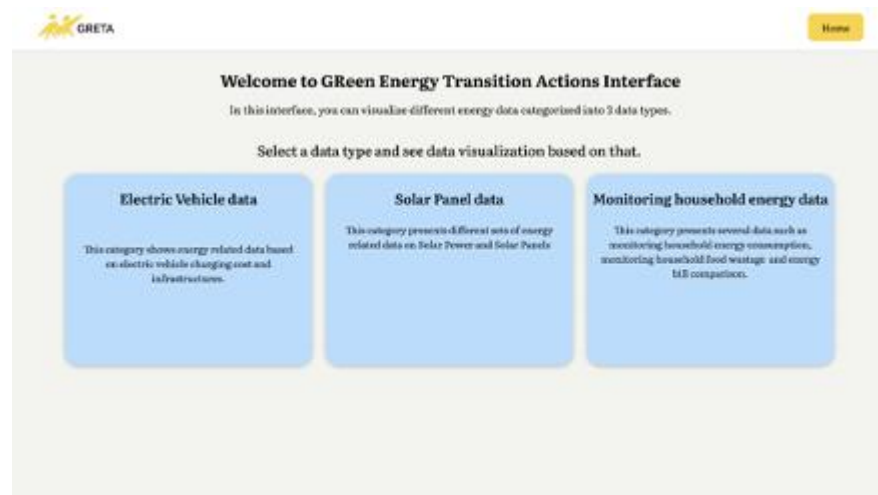 GRETA
Home
Welcome to GReen Energy Transition Actions Interface
In this interface, you can visualize different energy data categorized into 3 data types.
Select a data type and see data visualization based on that.
Electric Vehicle data
This category shows energy related data based
on electric vehicle charging cost and
infrastructures.
Solar Panel data
This category presents different sets of energy
related data on Solar Power and Solar Panels
Monitoring household energy data
This category presents several data such as
monitoring household energy consumption,
monitoring household food wastage and energy
bill comparison.